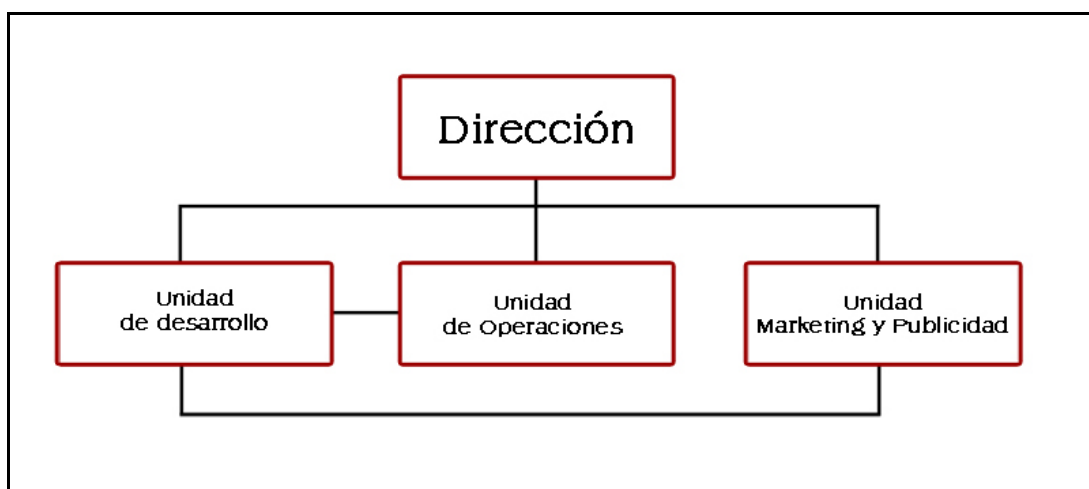 Dirección
Unidad
de desarrollo
Unidad
de Operaciones
Unidad
Marketing y Publicidad